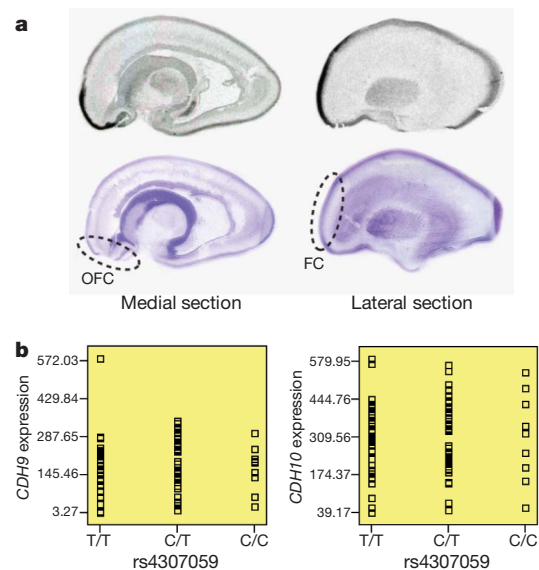 a
OFC
FC
Medial section
Lateral section
b
CDH9 expression
572.03
429.84
287.65
145.46
3.27
T/T
C/T
C/C
rs4307059
CDH10 expression
579.95
444.76
309.56
174.37
39.17
T/T
C/T
C/C
rs4307059